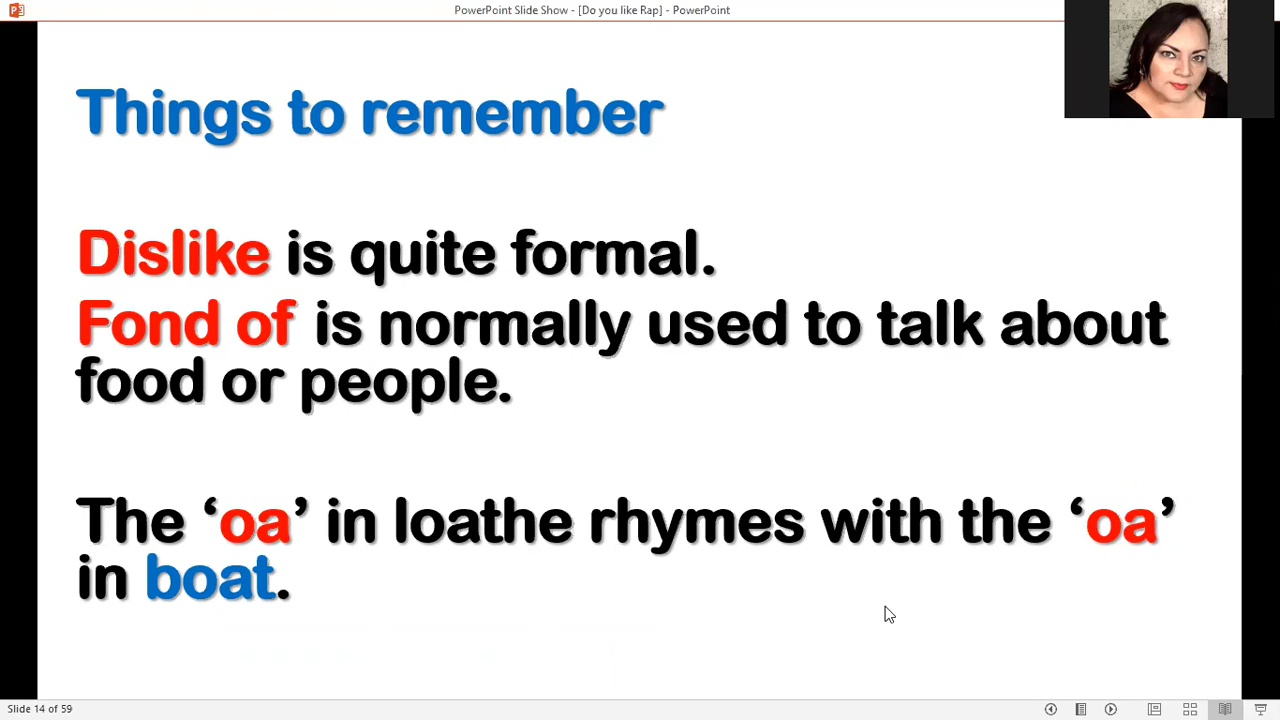 PowerPoint Slide Show - [Do you like Rap] - PowerPoint
Things to remember
Dislike is quite formal.
Fond of is normally used to talk about
food or people.
The ‘oa’ in loathe rhymes with the ‘oa’
in boat.
Slide 14 of 59